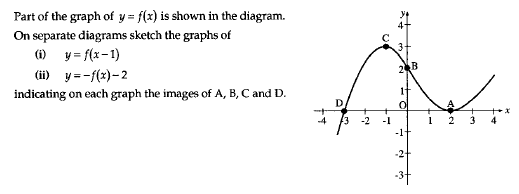 Part of the graph of y = f(x) is shown in the diagram.
On separate diagrams sketch the graphs of
(i) y = f(x − 1)
(ii) y = −f(x) − 2
indicating on each graph the images of A, B, C and D.
y
4
C
3
2 B
1
D O A x
-4 -3 -2 -1 1 2 3 4
-1
-2
-3